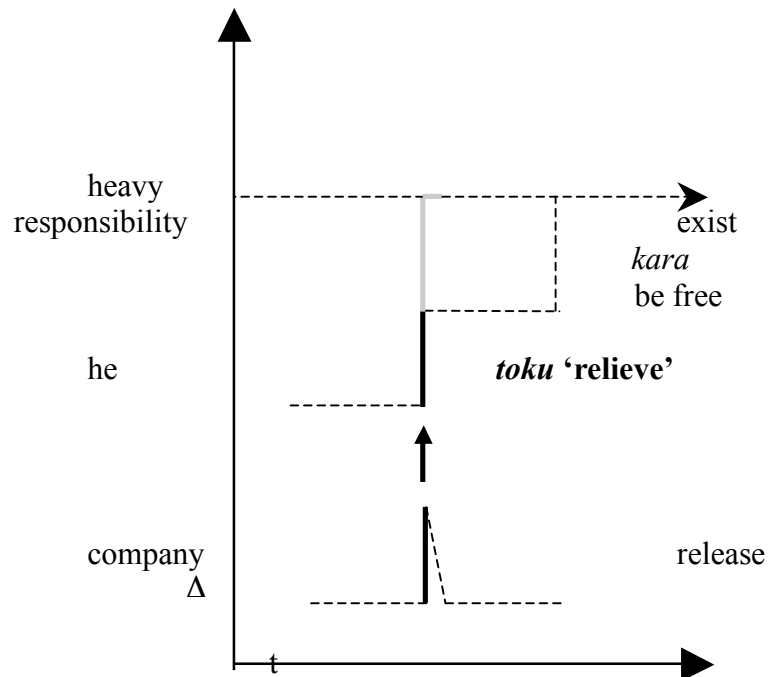 heavy
responsibility
exist
kara
be free
he
toku ‘relieve’
company
release
Δ
t